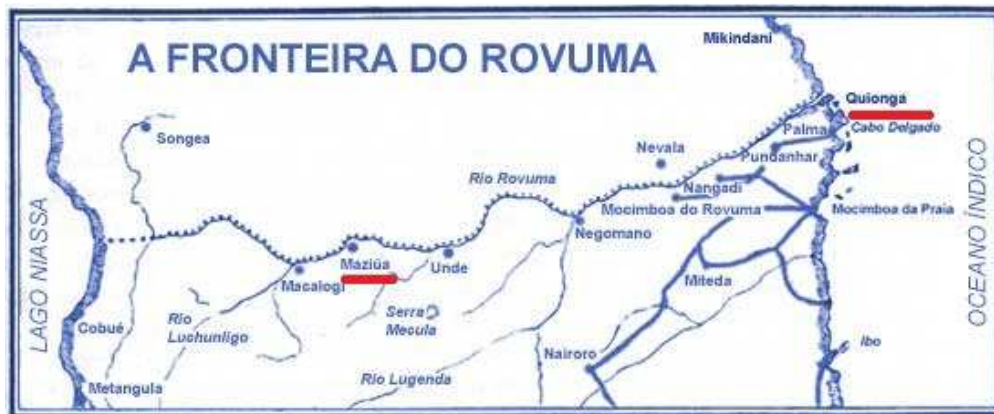 A FRONTEIRA DO ROVUMA
Mikindani
Quionga
Cabo Delgado
Palma
Songea
Nevala
Pundanhar
Rio Rovuma
Nangadi
Mocimboa do Rovuma
Mocimboa da Praia
LAGO NIASSA
OCEANO ÍNDICO
Negomano
Maziúa
Unde
Macalogi
Miteda
Serra
Mecula
Rio
Luchunligo
Cobué
Ibo
Nairoro
Rio Lugenda
Metangula